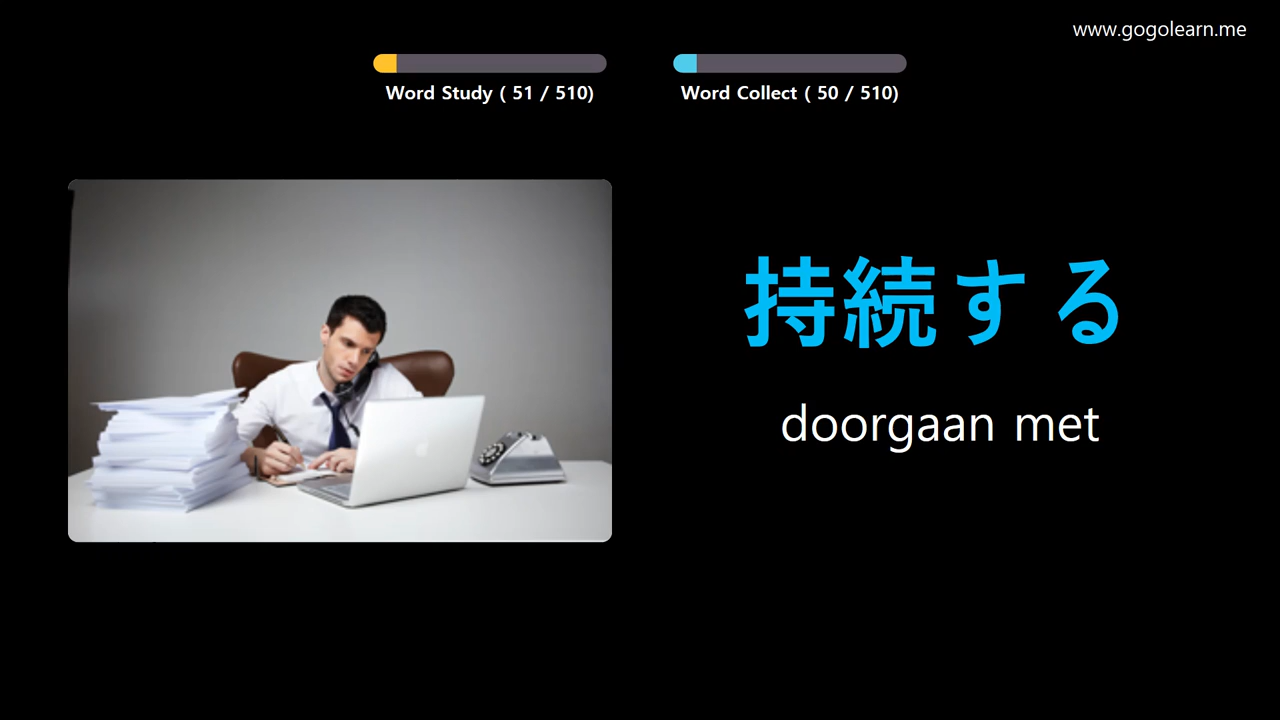 www.gogolearn.me
Word Study ( 51 / 510)
Word Collect ( 50 / 510)
持続する
doorgaan met